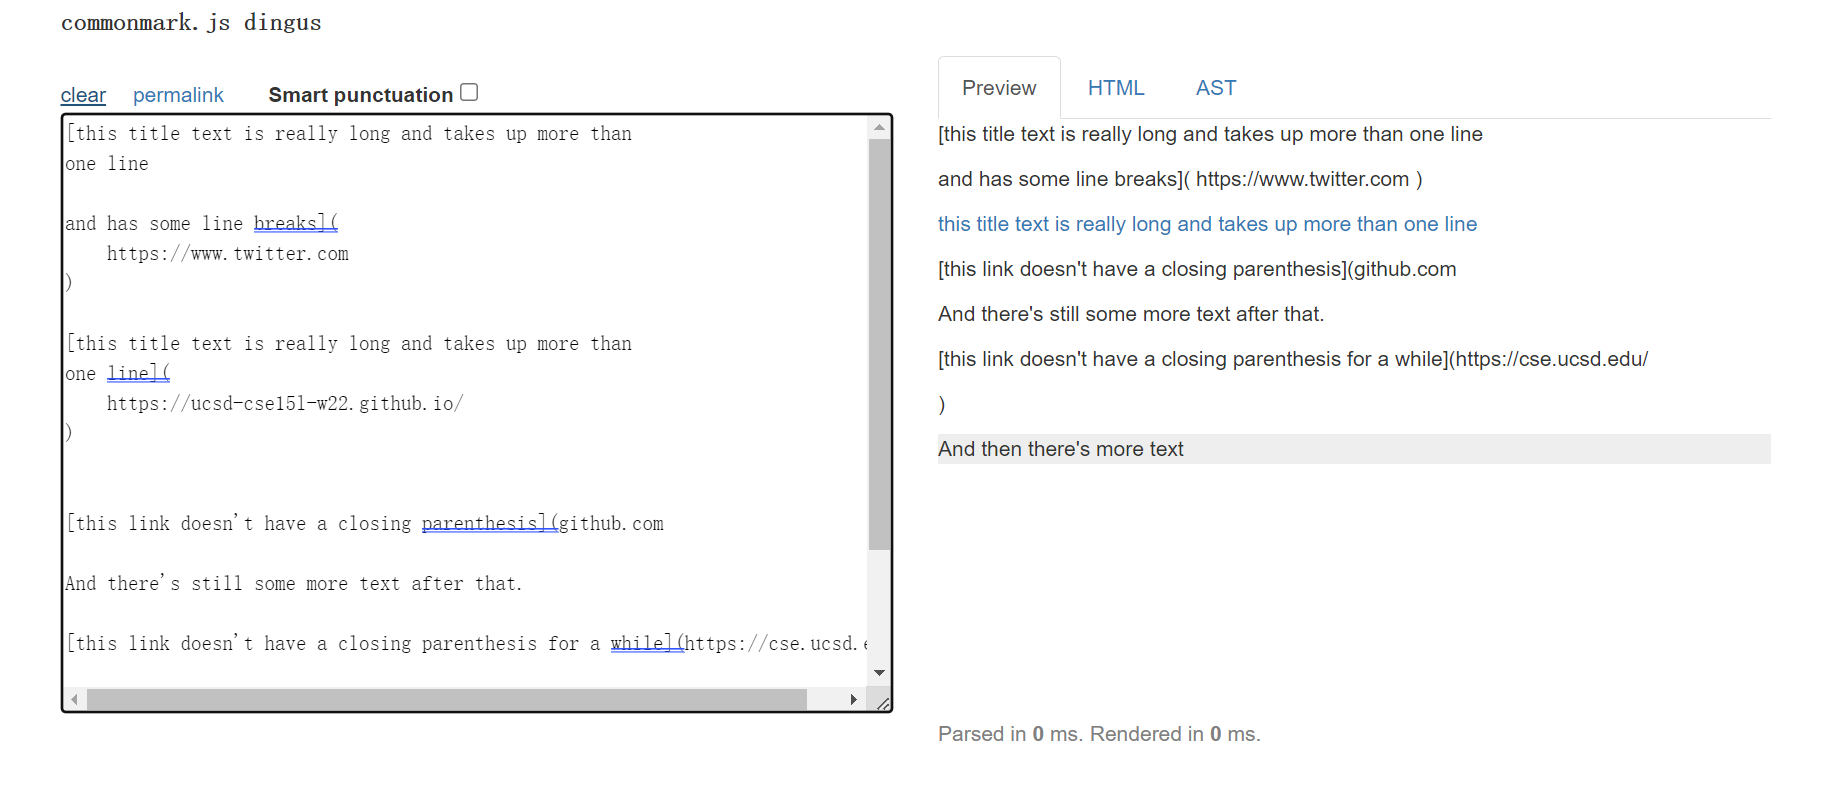 commonmark.js dingus
clear permalink Smart punctuation
[this title text is really long and takes up more than
one line
and has some line breaks](
https://www.twitter.com
)
[this title text is really long and takes up more than
one line](
https://ucsd-cse15l-w22.github.io/
)
[this link doesn't have a closing parenthesis](github.com
And there's still some more text after that.
[this link doesn't have a closing parenthesis for a while](https://cse.ucsd.
Preview HTML AST
[this title text is really long and takes up more than one line
and has some line breaks]( https://www.twitter.com )
this title text is really long and takes up more than one line
[this link doesn't have a closing parenthesis](github.com
And there's still some more text after that.
[this link doesn't have a closing parenthesis for a while](https://cse.ucsd.edu/
)
And then there's more text
Parsed in 0 ms. Rendered in 0 ms.